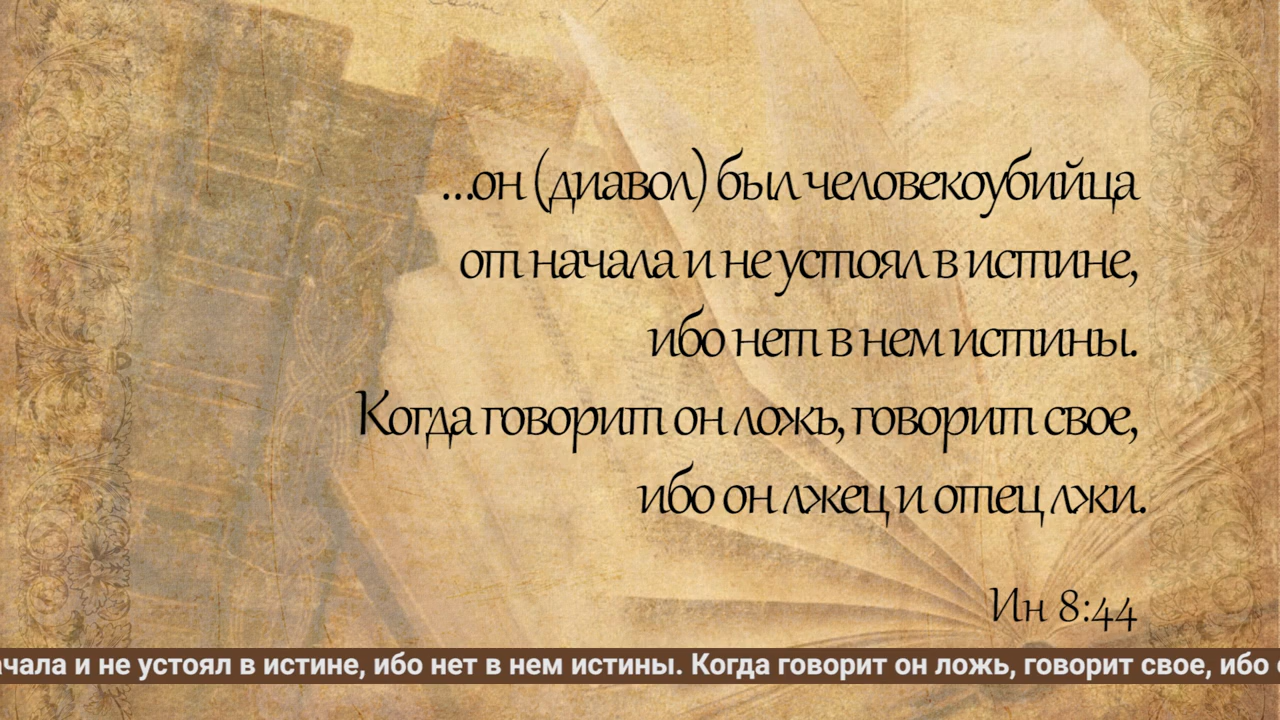 ...он (диавол) был человекоубийца
от начала и не устоял в истине,
ибо нет в нем истины.
Когда говорит он ложь, говорит свое,
ибо он лжец и отец лжи.
Ин 8:44
чала и не устоял в истине, ибо нет в нем истины. Когда говорит он ложь, говорит свое, ибо